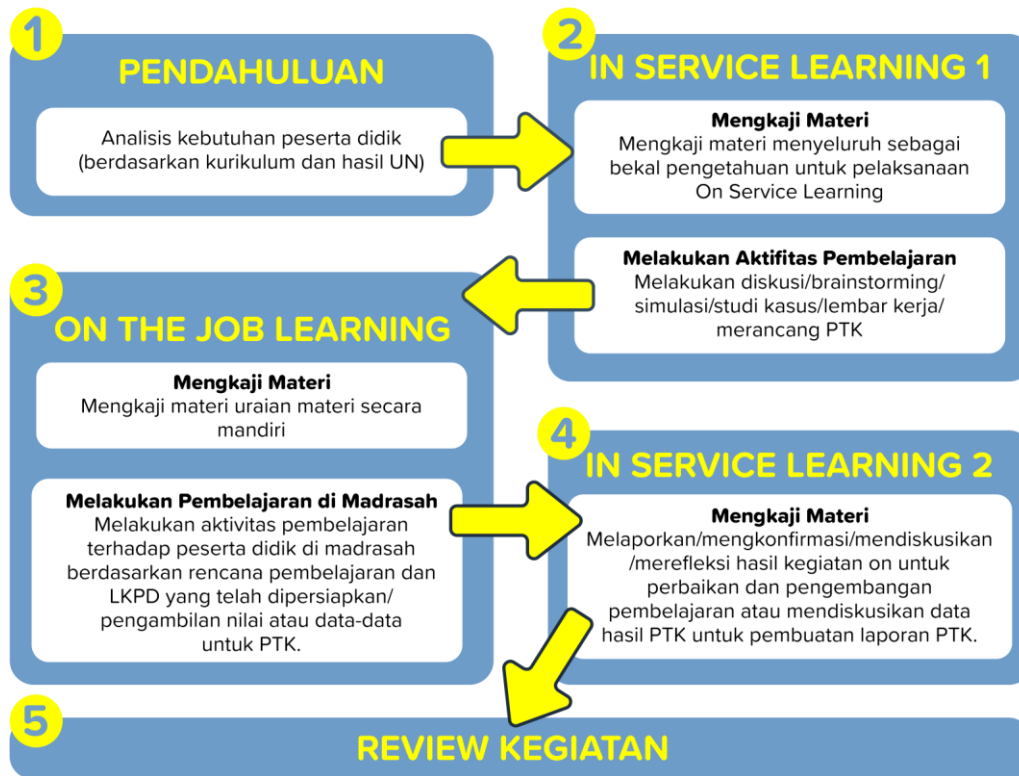 1
PENDAHULUAN
Analisis kebutuhan peserta didik
(berdasarkan kurikulum dan hasil UN)
2
IN SERVICE LEARNING 1
Mengkaji Materi
Mengkaji materi menyeluruh sebagai
bekal pengetahuan untuk pelaksanaan
On Service Learning
Melakukan Aktifitas Pembelajaran
Melakukan diskusi/brainstorming/
simulasi/studi kasus/lembar kerja/
merancang PTK
3
ON THE JOB LEARNING
Mengkaji Materi
Mengkaji materi uraian materi secara
mandiri
Melakukan Pembelajaran di Madrasah
Melakukan aktivitas pembelajaran
terhadap peserta didik di madrasah
berdasarkan rencana pembelajaran dan
LKPD yang telah dipersiapkan/
pengambilan nilai atau data-data
untuk PTK.
4
IN SERVICE LEARNING 2
Mengkaji Materi
Melaporkan/mengkonfirmasi/mendiskusikan
/merefleksi hasil kegiatan on untuk
perbaikan dan pengembangan
pembelajaran atau mendiskusikan data
hasil PTK untuk pembuatan laporan PTK.
5
REVIEW KEGIATAN